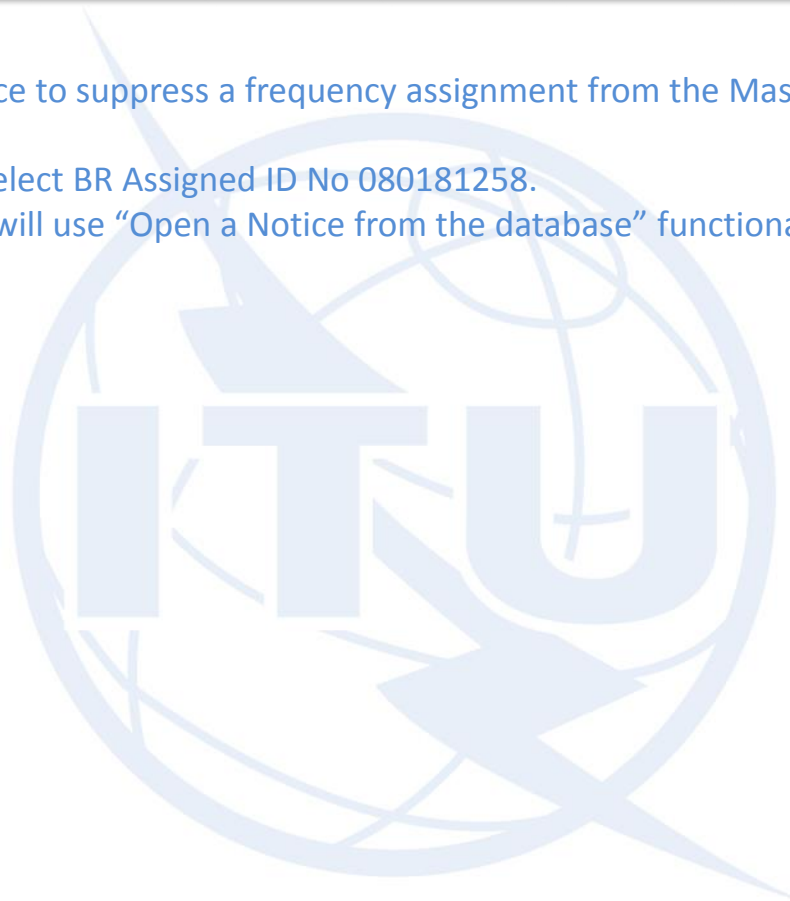 ce to suppress a frequency assignment from the Mas
elect BR Assigned ID No 080181258.
will use “Open a Notice from the database” functiona
ITU